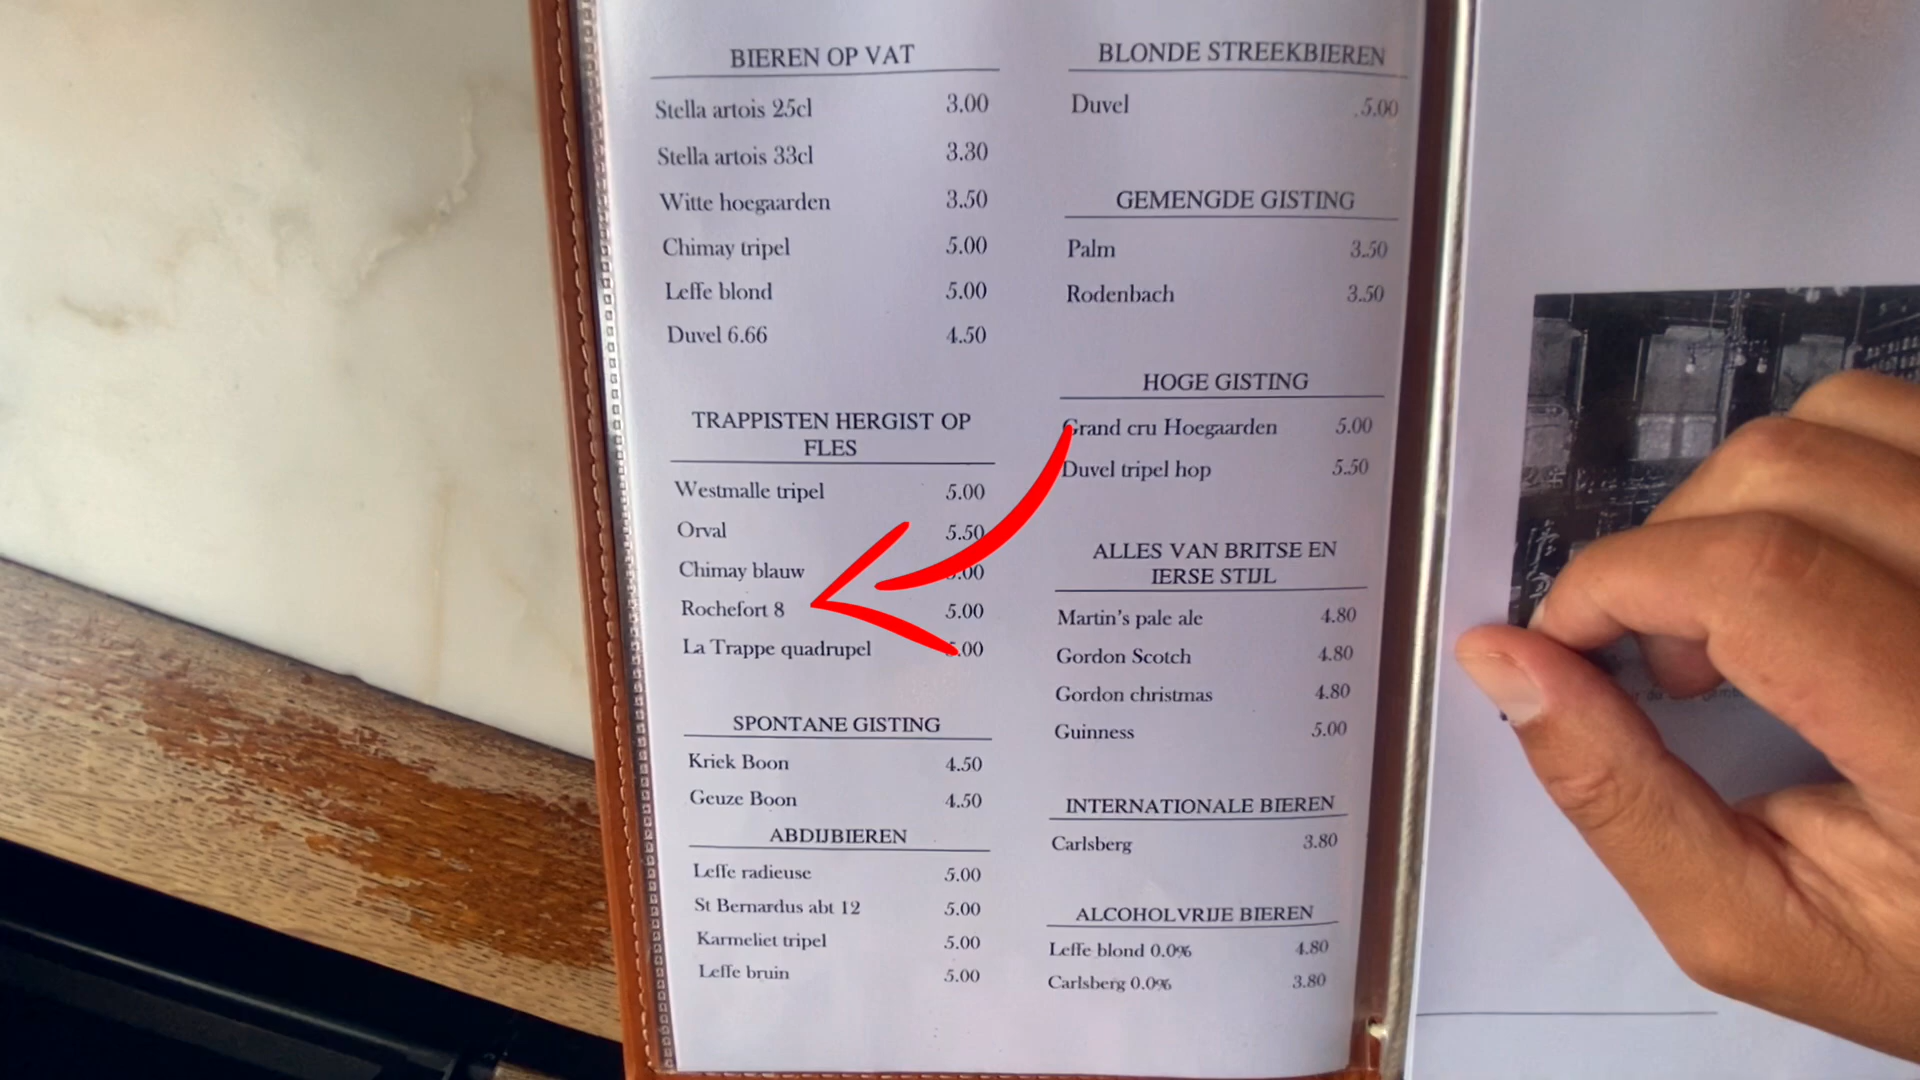 BIEREN OP VAT
Stella artois 25cl 3.00
Stella artois 33cl 3.30
Witte hoegaarden 3.50
Chimay tripel 5.00
Leffe blond 5.00
Duvel 6.66 4.50
TRAPPISTEN HERGIST OP
FLES
Westmalle tripel 5.00
Orval 5.50
Chimay blauw .00
Rochefort 8 5.00
La Trappe quadrupel .00
SPONTANE GISTING
Kriek Boon 4.50
Geuze Boon 4.50
ABDIJBIEREN
Leffe radieuse 5.00
St Bernardus abt 12 5.00
Karmeliet tripel 5.00
Leffe bruin 5.00
BLONDE STREEKBIEREN
Duvel .5.00
GEMENGDE GISTING
Palm 3.50
Rodenbach 3.50
HOGE GISTING
Grand cru Hoegaarden 5.00
Duvel tripel hop 5.50
ALLES VAN BRITSE EN
IERSE STIJL
Martin's pale ale 4.80
Gordon Scotch 4.80
Gordon christmas 4.80
Guinness 5.00
INTERNATIONALE BIEREN
Carlsberg 3.80
ALCOHOLVRIJE BIEREN
Leffe blond 0.0% 4.80
Carlsberg 0.0% 3.80